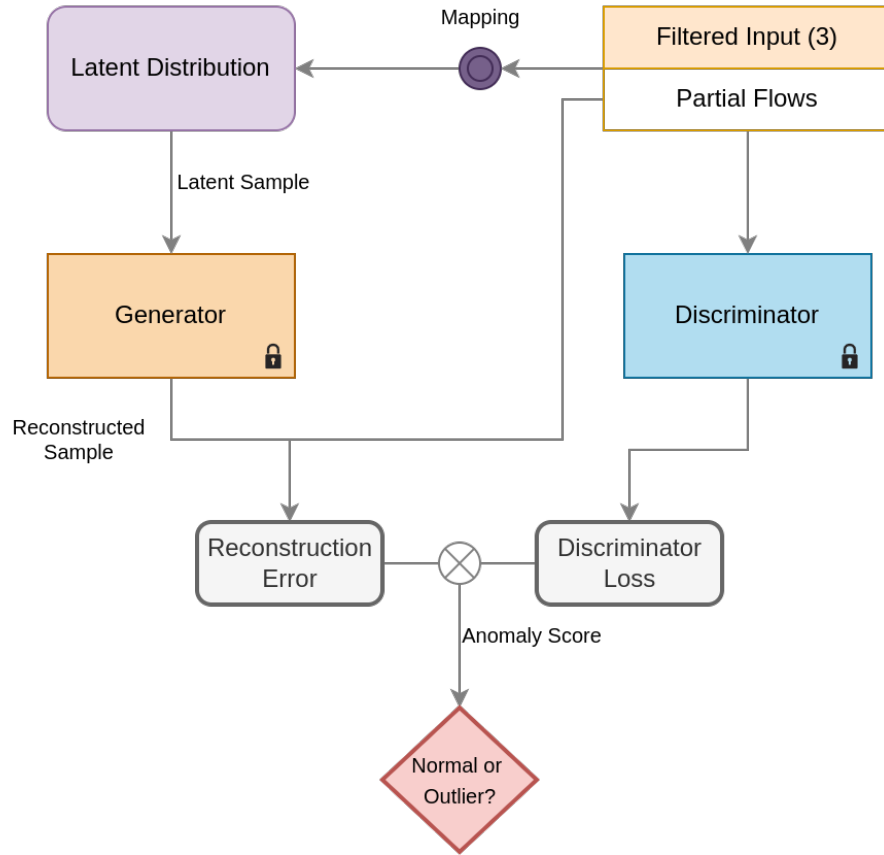 Mapping
Latent Distribution
Filtered Input (3)
Partial Flows
Latent Sample
Generator
Discriminator
Reconstructed
Sample
Reconstruction
Error
Discriminator
Loss
Anomaly Score
Normal or
Outlier?